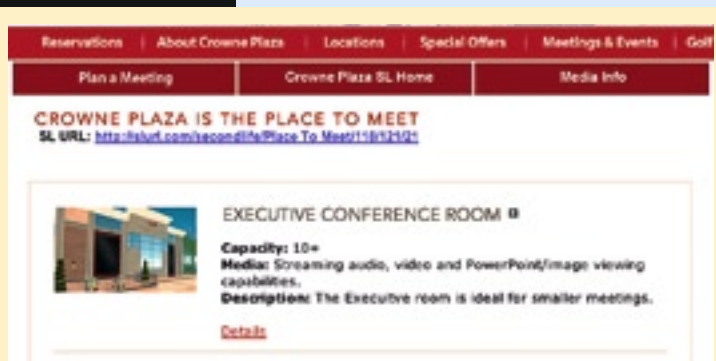 Reservations | About Crowne Plaza | Locations | Special Offers | Meetings & Events | Golf
Plan a Meeting | Crowne Plaza SL Home | Media Info
CROWNE PLAZA IS THE PLACE TO MEET
SL URL: http://slurl.com/secondlife/Place To Meet/118/121/21
EXECUTIVE CONFERENCE ROOM
Capacity: 10+
Media: Streaming audio, video and PowerPoint/image viewing
capabilities.
Description: The Executive room is ideal for smaller meetings.
Details